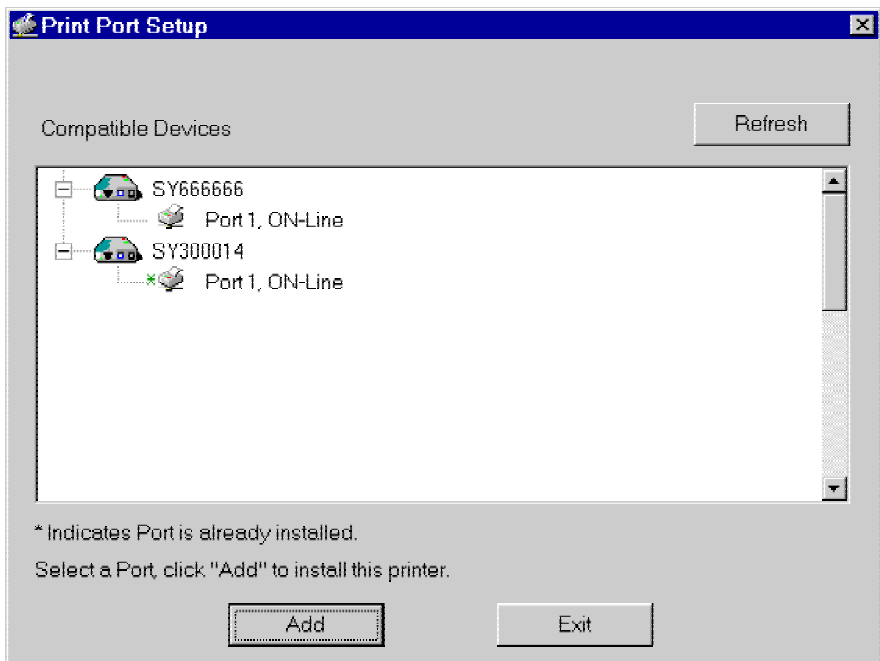 Print Port Setup
Compatible Devices
Refresh
SY666666
Port 1, ON-Line
SY300014
* Port 1, ON-Line
* Indicates Port is already installed.
Select a Port, click "Add" to install this printer.
Add
Exit